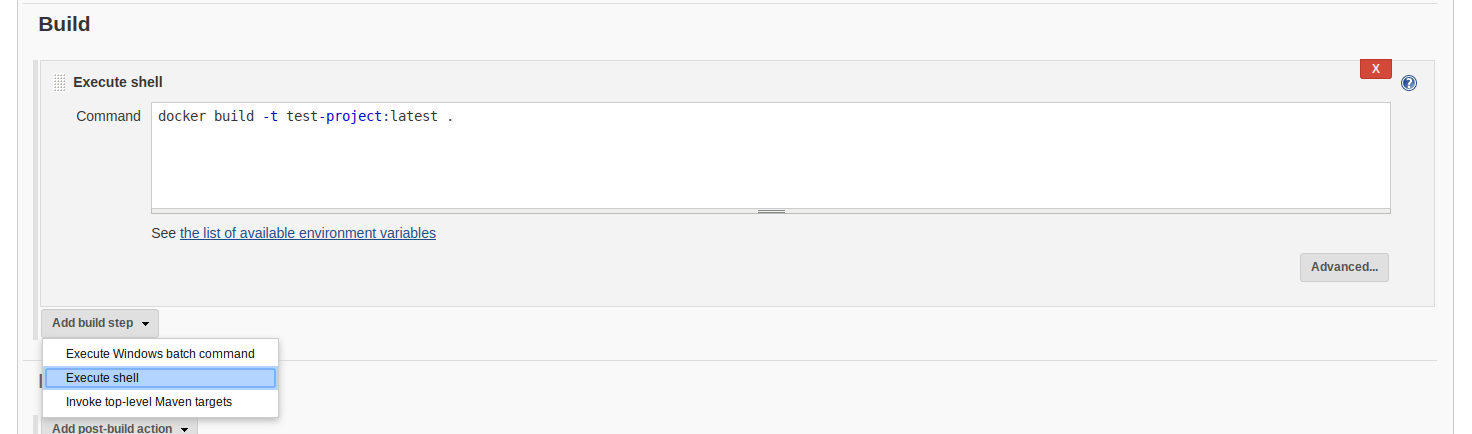 Build
X
Execute shell
?
Command
docker build -t test-project:latest .
See the list of available environment variables
Advanced...
Add build step
Execute Windows batch command
Execute shell
Invoke top-level Maven targets
Add post-build action